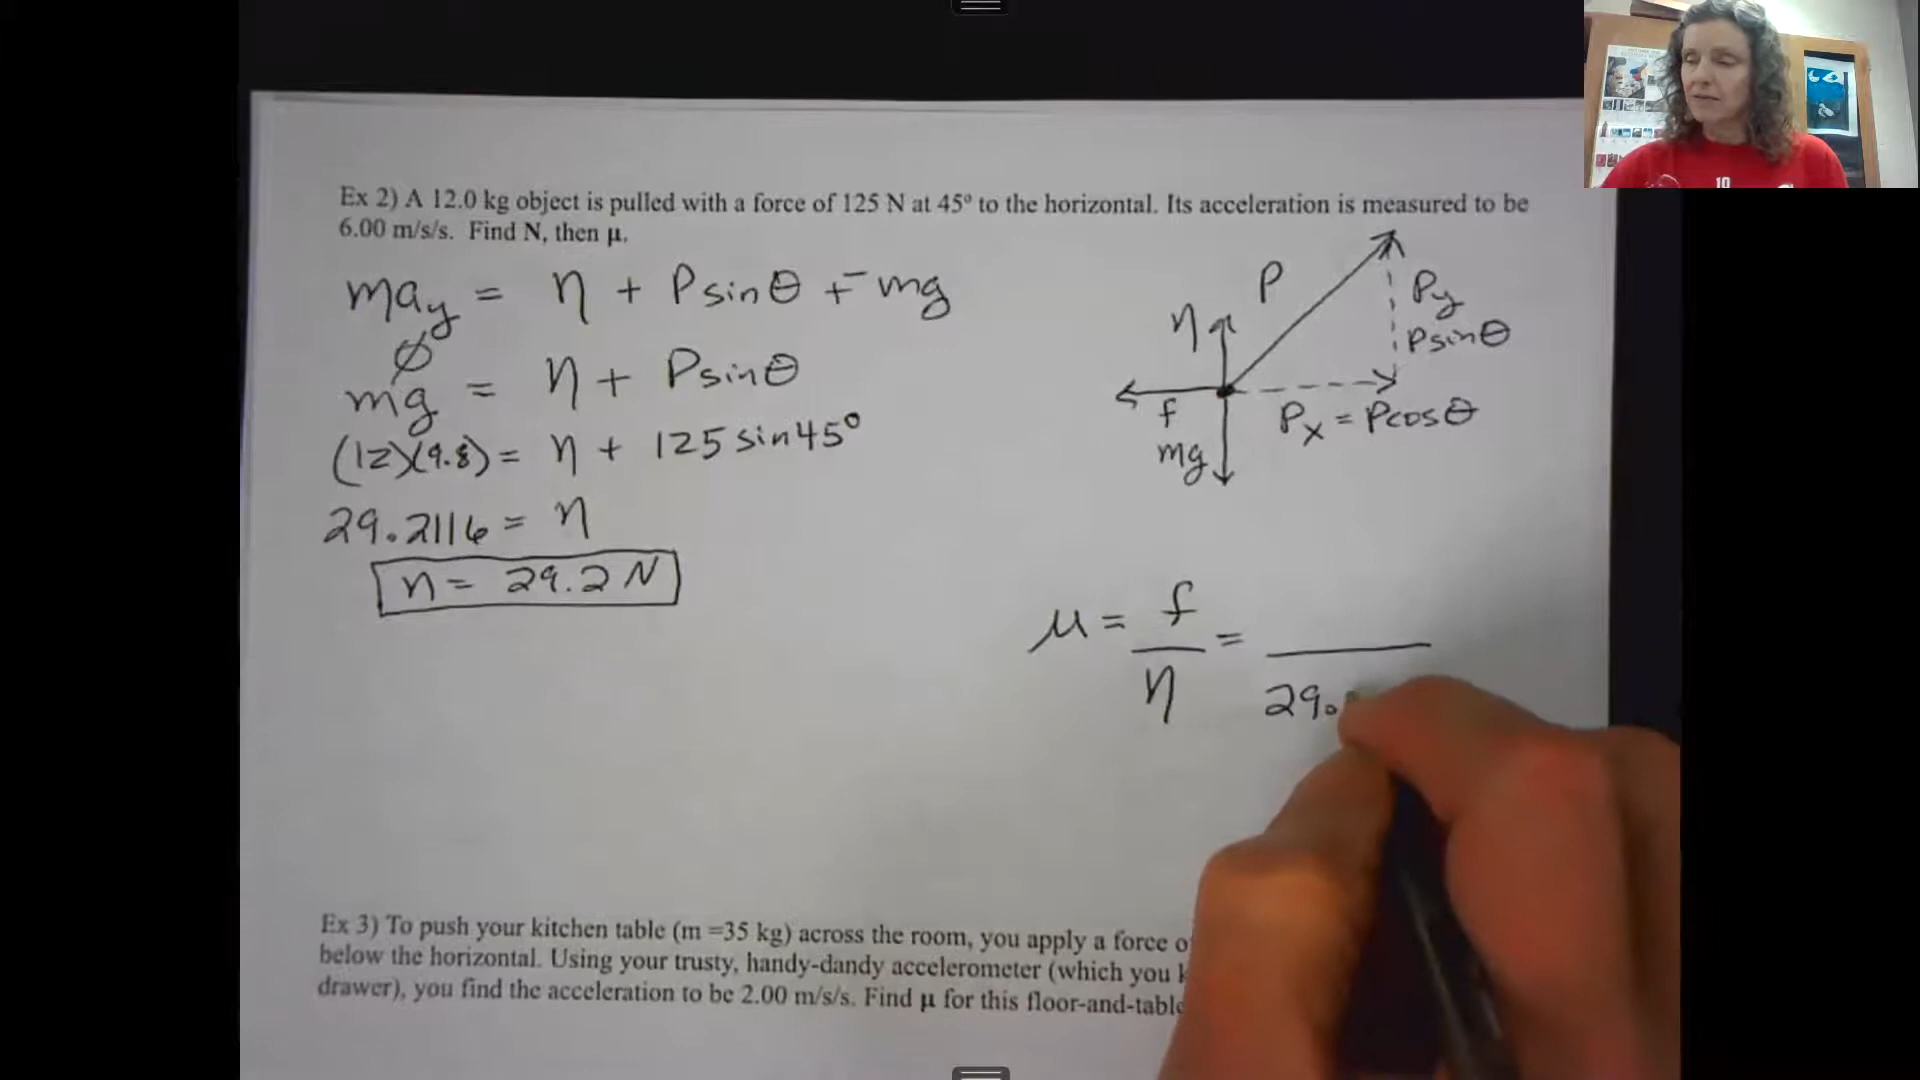 Ex 2) A 12.0 kg object is pulled with a force of 125 N at 45° to the horizontal. Its acceleration is measured to be
6.00 m/s/s. Find N, then μ.
may = η + Psinθ + -mg
∅
mg = η + Psinθ
(12)(9.8) = η + 125 sin45°
29.2116 = η
η = 29.2 N
P
Py
Psinθ
η
f
Px = Pcosθ
mg
μ = f/η =
29.
Ex 3) To push your kitchen table (m =35 kg) across the room, you apply a force
below the horizontal. Using your trusty, handy-dandy accelerometer (which you
drawer), you find the acceleration to be 2.00 m/s/s. Find μ for this
10